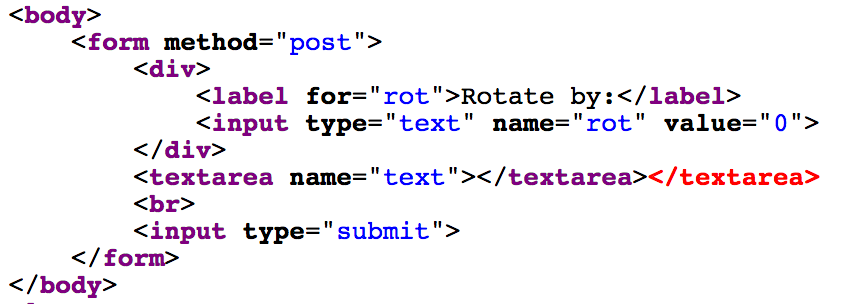 <body>
<form method="post">
<div>
<label for="rot">Rotate by:</label>
<input type="text" name="rot" value="0">
</div>
<textarea name="text"></textarea></textarea>
<br>
<input type="submit">
</form>
</body>